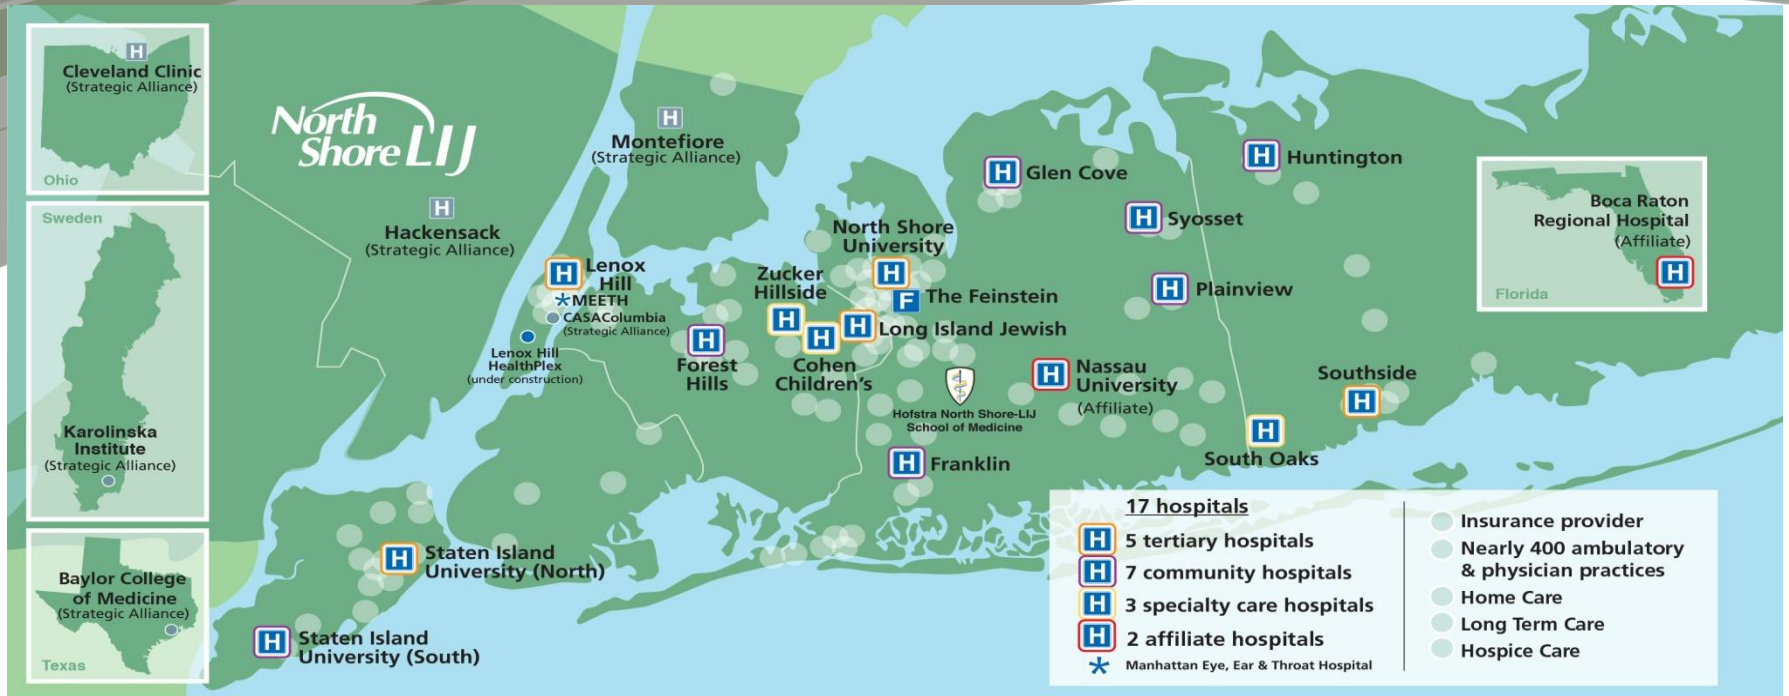 Cleveland Clinic
(Strategic Alliance)
Ohio
Sweden
Karolinska
Institute
(Strategic Alliance)
Baylor College
of Medicine
(Strategic Alliance)
Texas
North
Shore LIJ
H
Montefiore
(Strategic Alliance)
H
Hackensack
(Strategic Alliance)
H
Lenox
Hill
MEETH
CASAColumbia
(Strategic Alliance)
Lenox Hill
HealthPlex
(under construction)
H
Forest
Hills
Zucker
Hillside
H
H
Cohen
Children's
North Shore
University
H
F The Feinstein
H Long Island Jewish
Hofstra North Shore-LIJ
School of Medicine
H Glen Cove
H Syosset
H Huntington
H Plainview
H Nassau
University
(Affiliate)
H Franklin
Southside
H
H
South Oaks
H Staten Island
University (North)
H Staten Island
University (South)
Boca Raton
Regional Hospital
(Affiliate)
H
Florida
17 hospitals
H 5 tertiary hospitals
H 7 community hospitals
H 3 specialty care hospitals
H 2 affiliate hospitals
* Manhattan Eye, Ear & Throat Hospital
Insurance provider
Nearly 400 ambulatory
& physician practices
Home Care
Long Term Care
Hospice Care